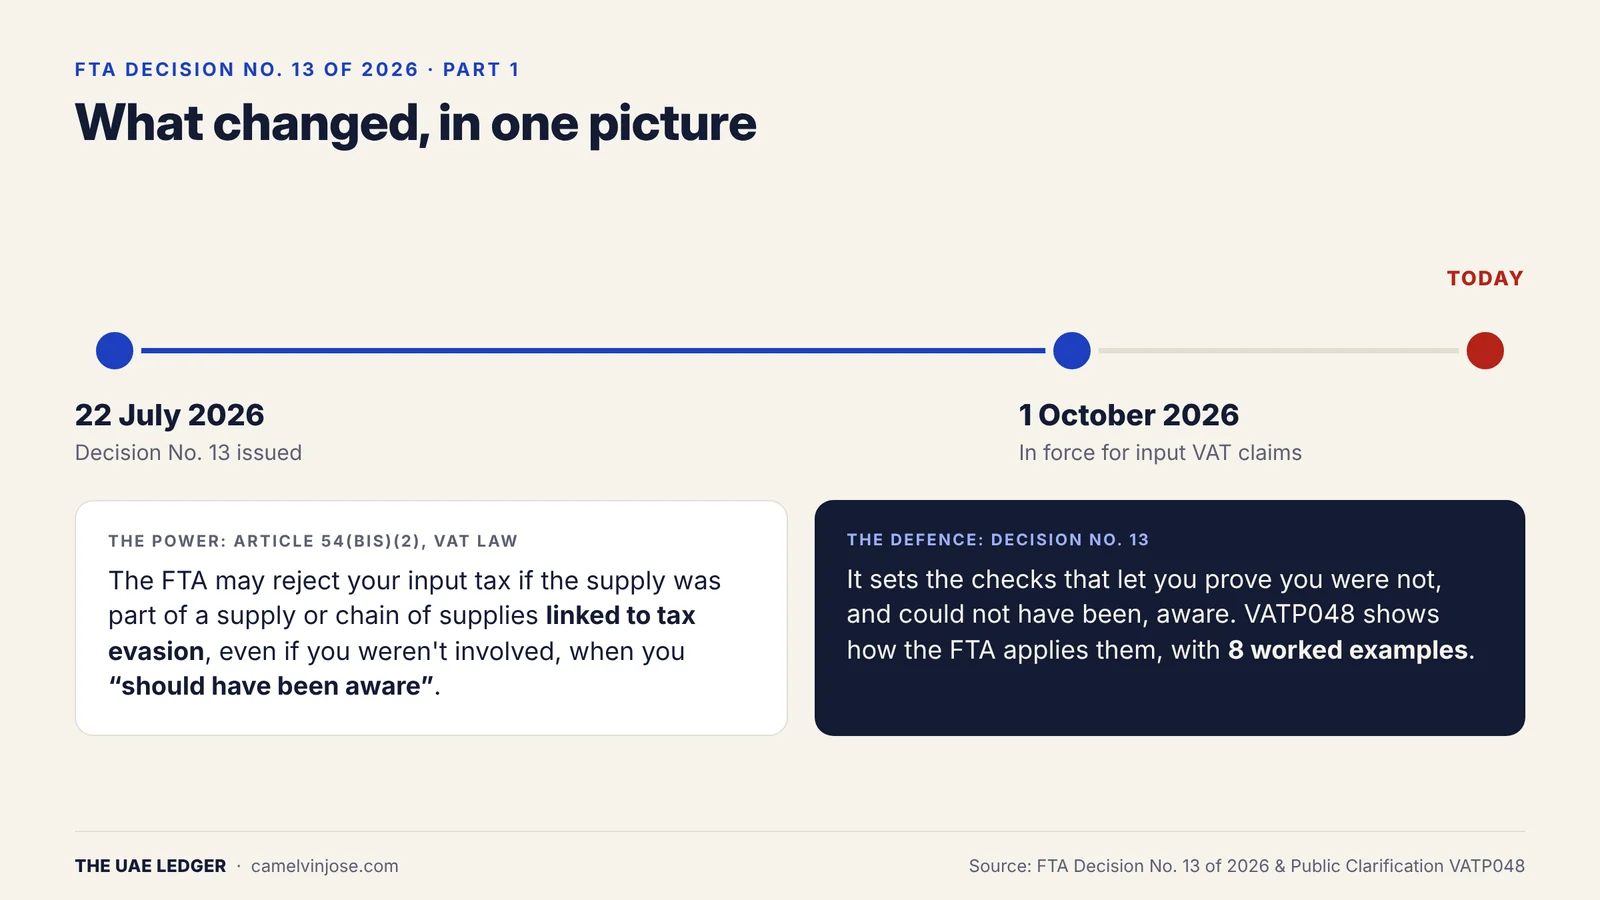 FTA DECISION NO. 13 OF 2026 · PART 1
What changed, in one picture
TODAY
22 July 2026
Decision No. 13 issued
1 October 2026
In force for input VAT claims
THE POWER: ARTICLE 54(BIS)(2), VAT LAW
The FTA may reject your input tax if the supply was
part of a supply or chain of supplies linked to tax
evasion, even if you weren't involved, when you
“should have been aware”.
THE DEFENCE: DECISION NO. 13
It sets the checks that let you prove you were not,
and could not have been, aware. VATP048 shows
how the FTA applies them, with 8 worked examples.
THE UAE LEDGER · camelvinjose.com
Source: FTA Decision No. 13 of 2026 & Public Clarification VATP048